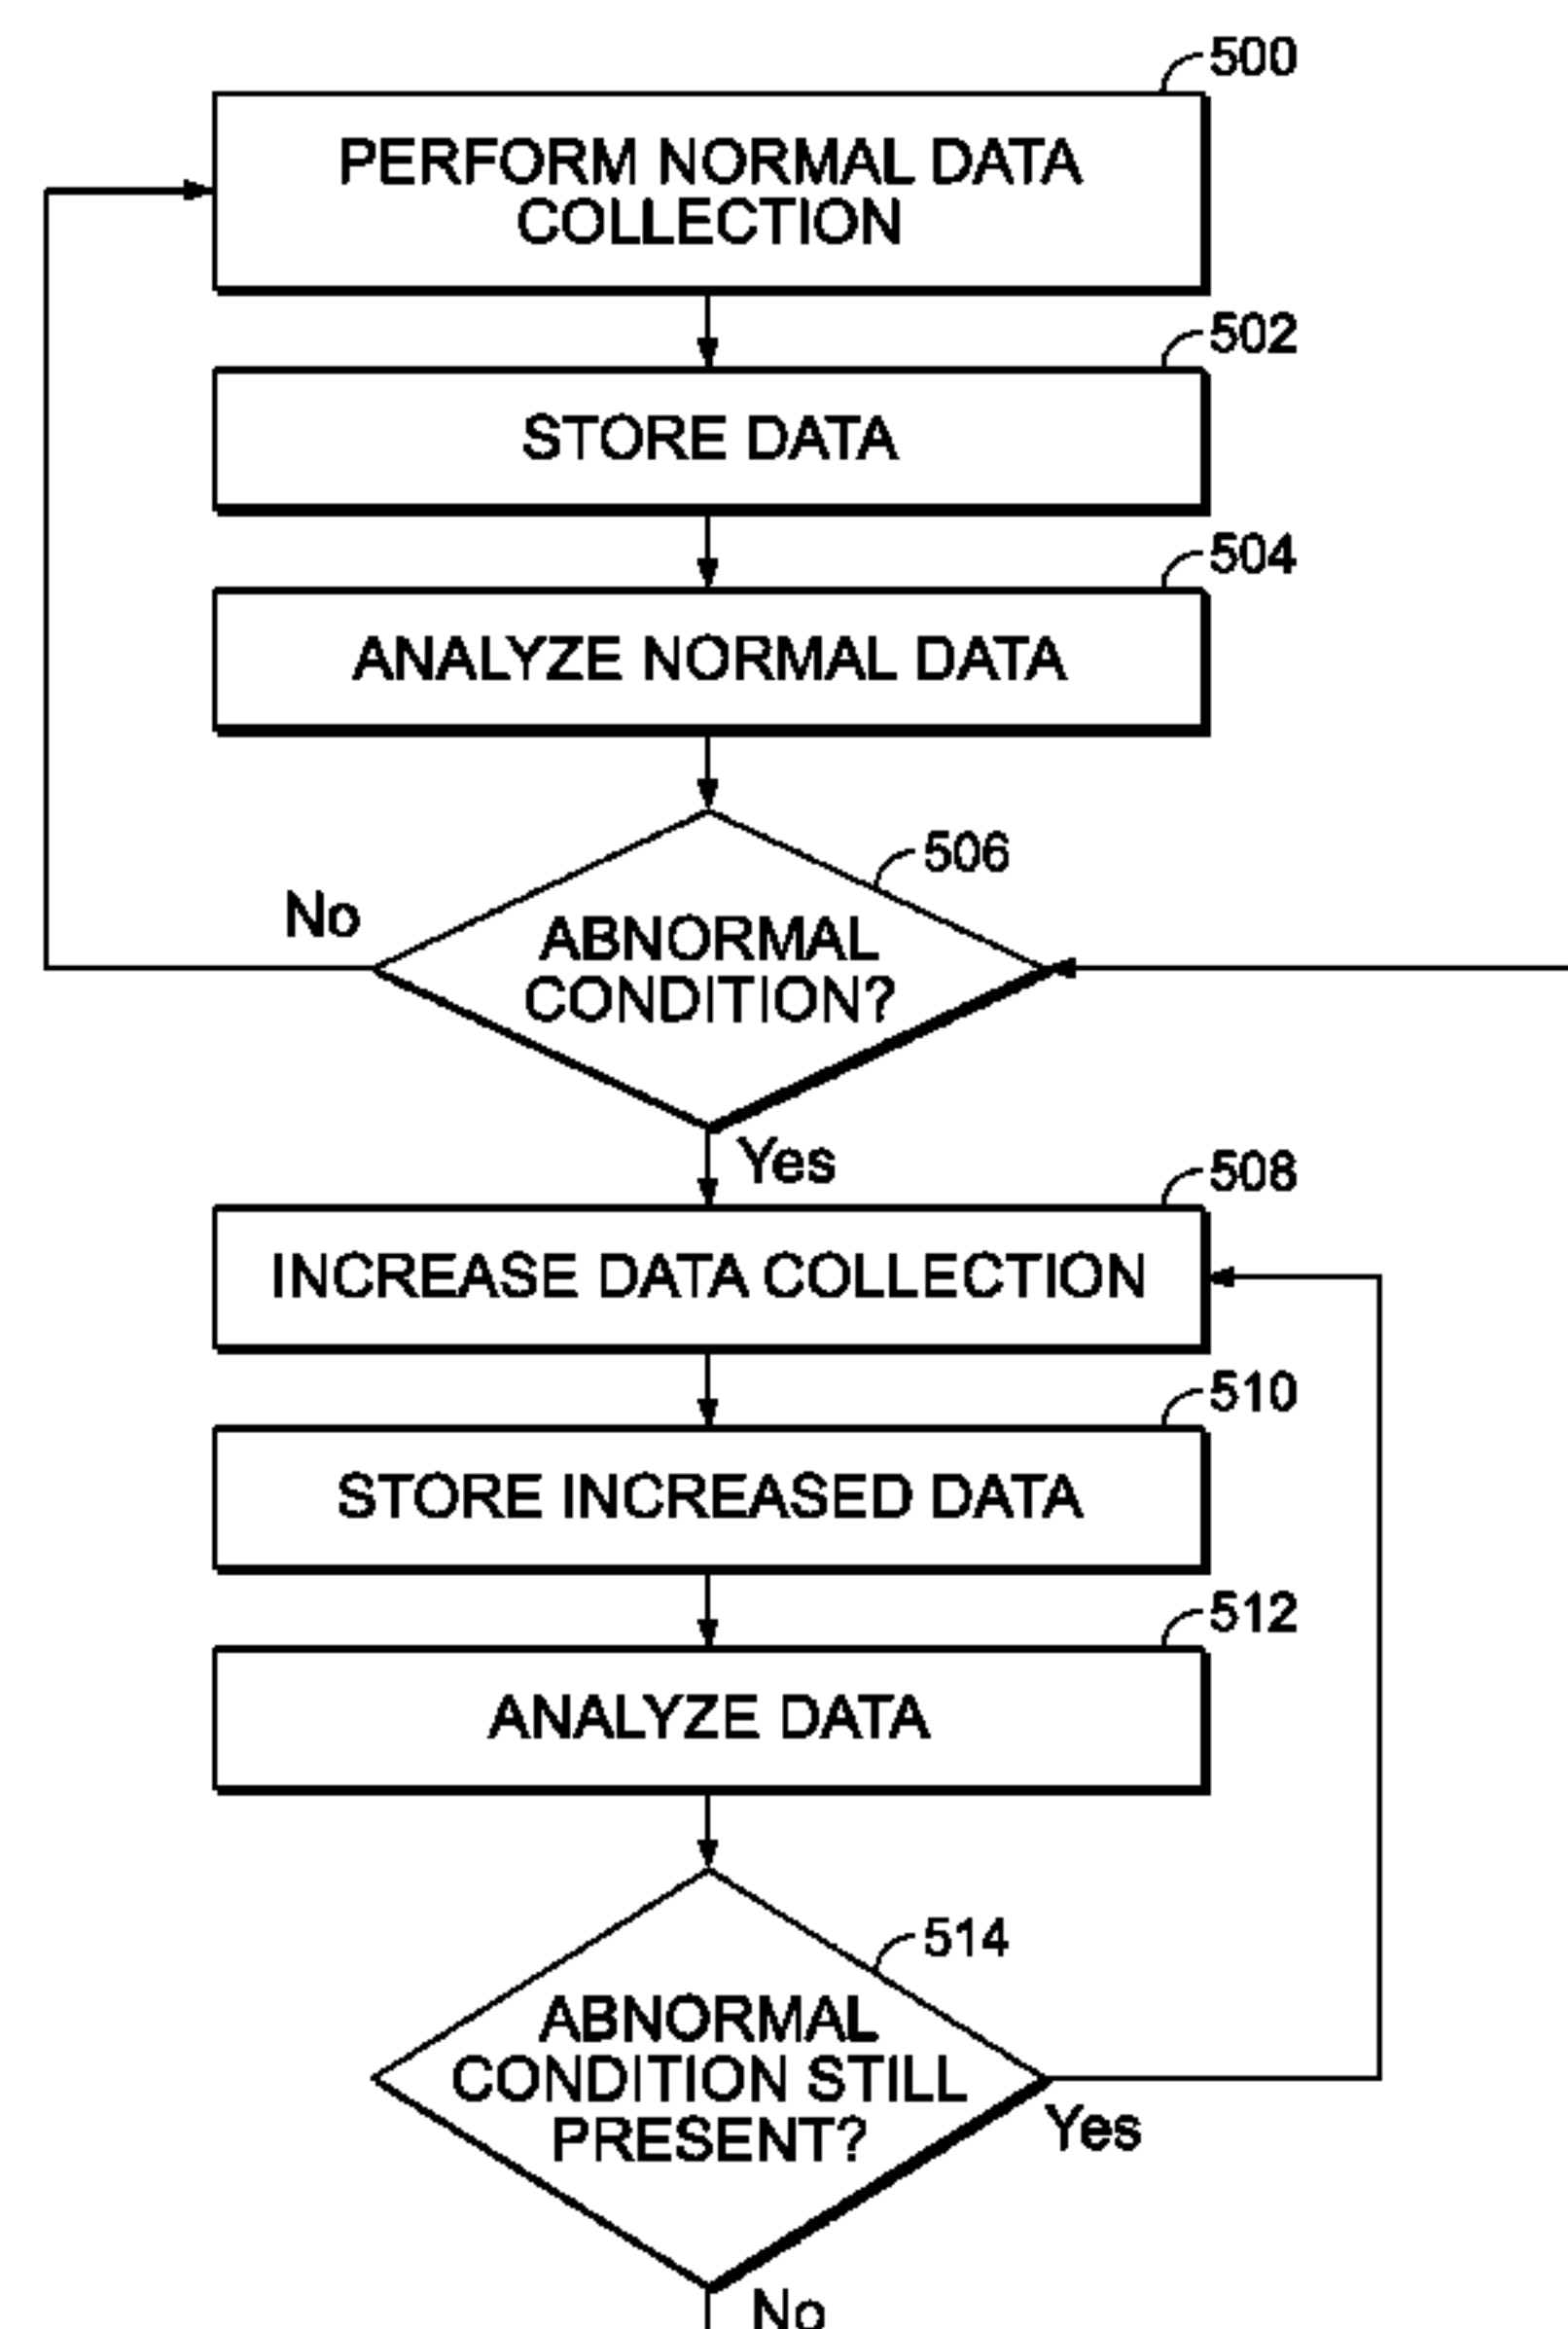 500
PERFORM NORMAL DATA
COLLECTION
502
STORE DATA
504
ANALYZE NORMAL DATA
506
No
ABNORMAL
CONDITION?
Yes
508
INCREASE DATA COLLECTION
510
STORE INCREASED DATA
512
ANALYZE DATA
514
ABNORMAL
CONDITION STILL
PRESENT?
Yes
No